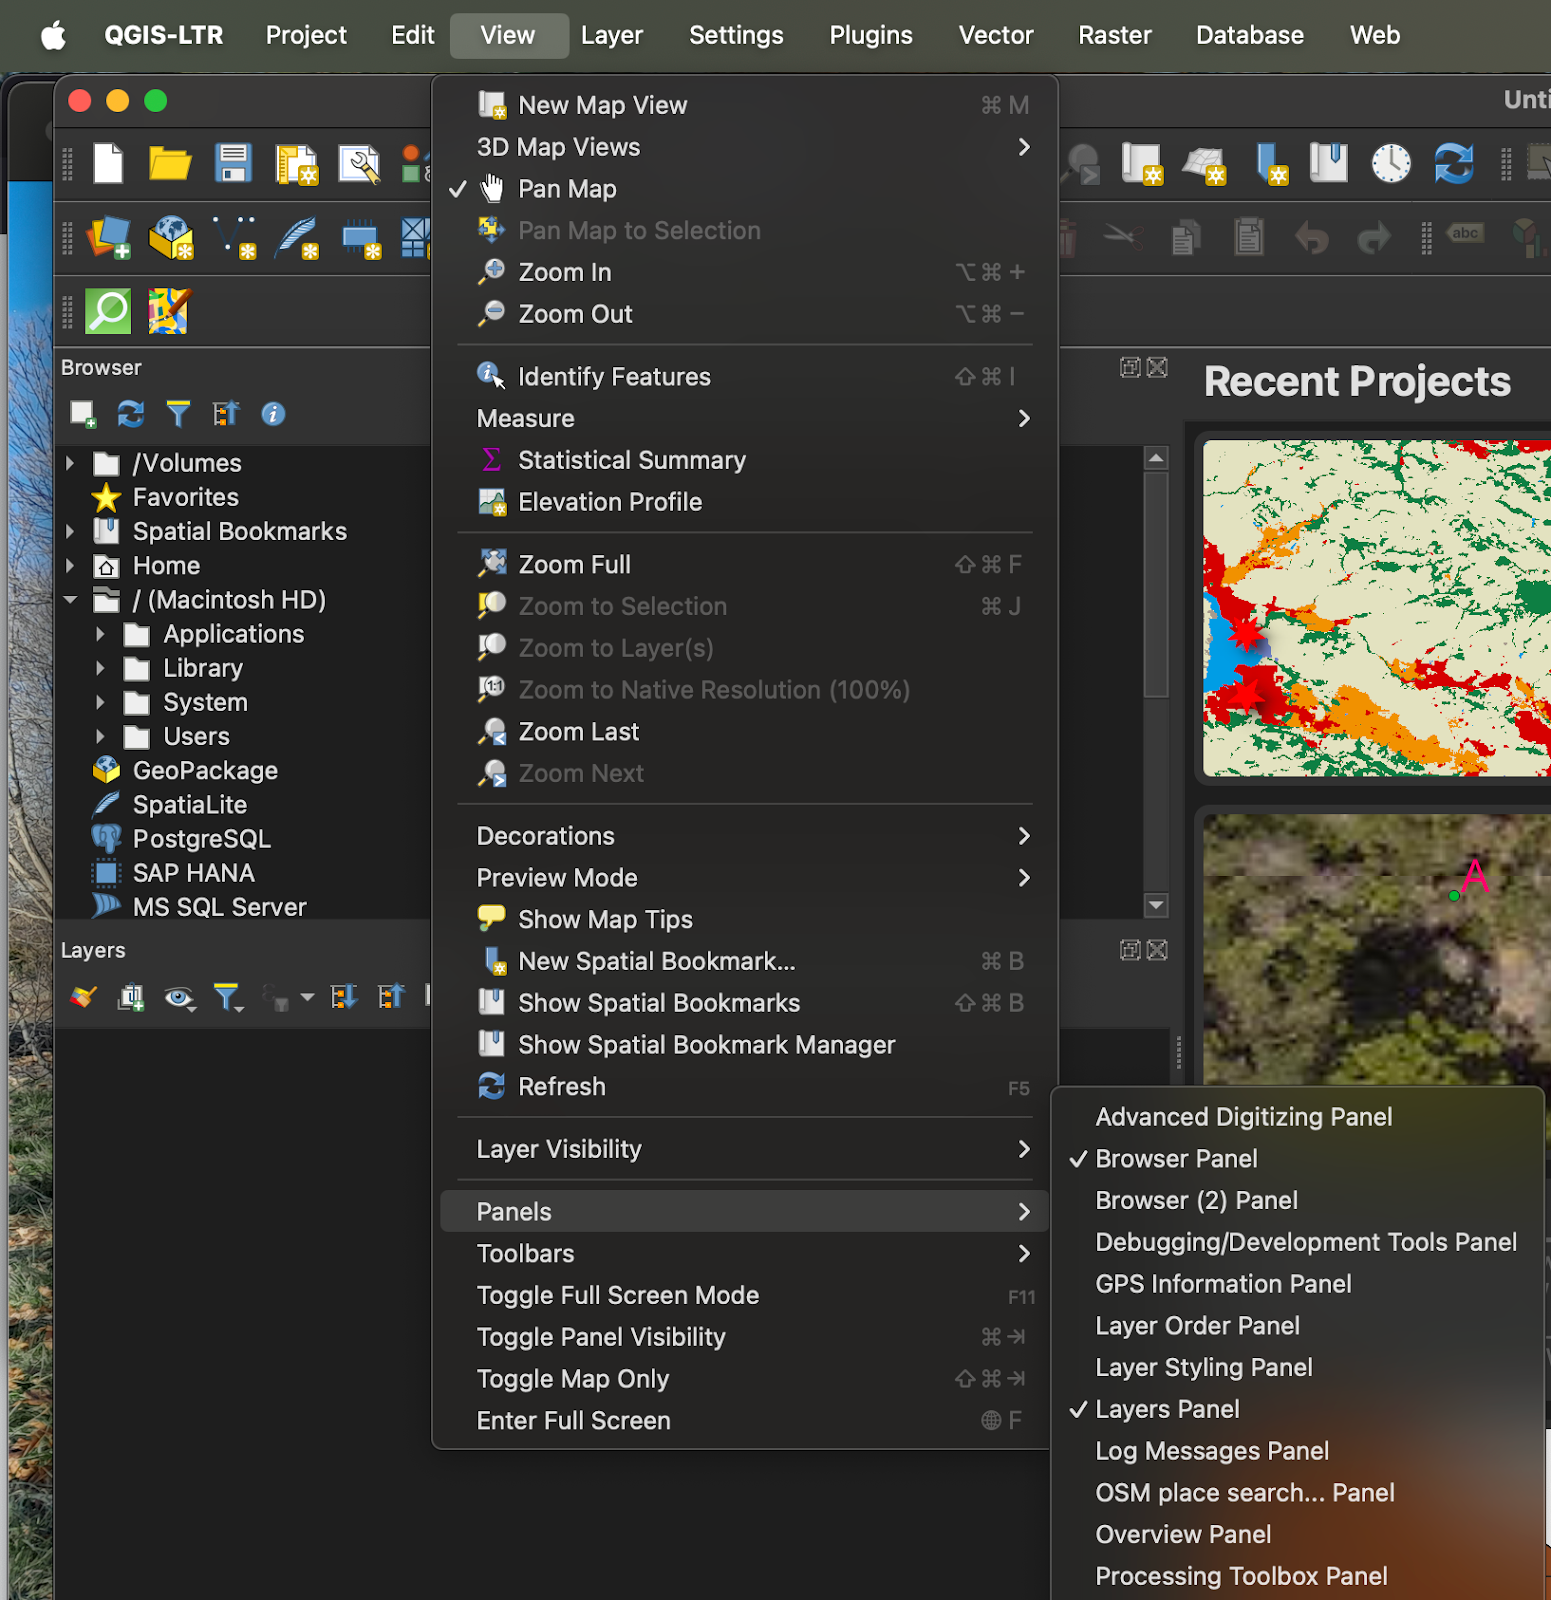 QGIS-LTR Project Edit View Layer Settings Plugins Vector Raster Database Web
Unti
New Map View ⌘ M
3D Map Views
✓ Pan Map
Pan Map to Selection
Zoom In ⌥ ⌘ +
Zoom Out ⌥ ⌘ −
Identify Features ⇧ ⌘ I
Measure
Statistical Summary
Elevation Profile
Zoom Full ⇧ ⌘ F
Zoom to Selection ⌘ J
Zoom to Layer(s)
1:1 Zoom to Native Resolution (100%)
Zoom Last
Zoom Next
Decorations
Preview Mode
Show Map Tips
New Spatial Bookmark... ⌘ B
Show Spatial Bookmarks ⇧ ⌘ B
Show Spatial Bookmark Manager
Refresh F5
Layer Visibility
Panels
Toolbars
Toggle Full Screen Mode F11
Toggle Panel Visibility ⌘ ⇥
Toggle Map Only ⇧ ⌘ ⇥
Enter Full Screen F
Advanced Digitizing Panel
✓ Browser Panel
Browser (2) Panel
Debugging/Development Tools Panel
GPS Information Panel
Layer Order Panel
Layer Styling Panel
✓ Layers Panel
Log Messages Panel
OSM place search... Panel
Overview Panel
Processing Toolbox Panel
abc
Browser
/Volumes
Favorites
Spatial Bookmarks
Home
/ (Macintosh HD)
Applications
Library
System
Users
GeoPackage
SpatiaLite
PostgreSQL
SAP HANA
MS SQL Server
Layers
Recent Projects
A